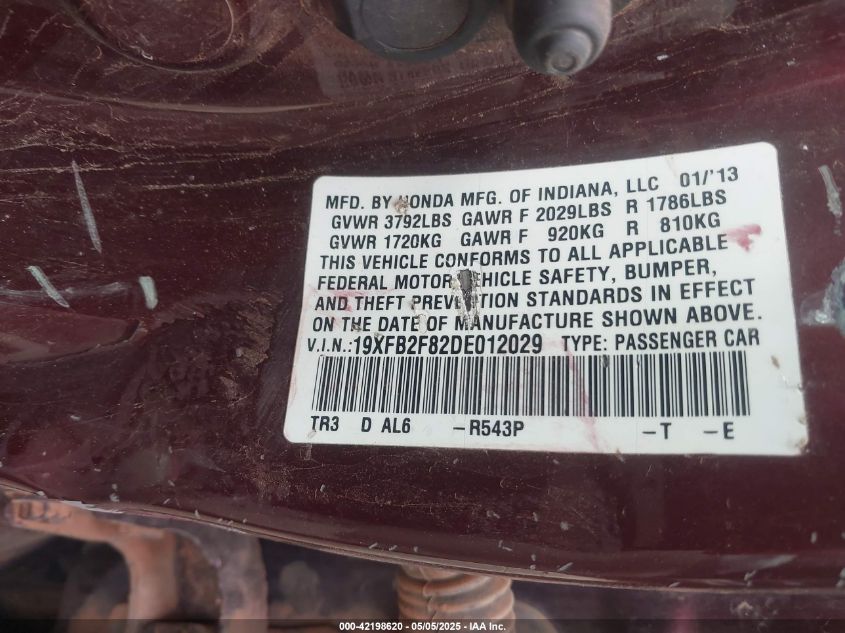 MFD. BY HONDA MFG. OF INDIANA, LLC 01/'13
GVWR 3792LBS GAWR F 2029LBS R 1786LBS
GVWR 1720KG GAWR F 920KG R 810KG
THIS VEHICLE CONFORMS TO ALL APPLICABLE
FEDERAL MOTOR VEHICLE SAFETY, BUMPER,
AND THEFT PREVENTION STANDARDS IN EFFECT
ON THE DATE OF MANUFACTURE SHOWN ABOVE.
V.I.N.:19XFB2F82DE012029 TYPE: PASSENGER CAR
TR3 D AL6 -R543P -T -E
000-42198620 - 05/05/2025 - IAA Inc.